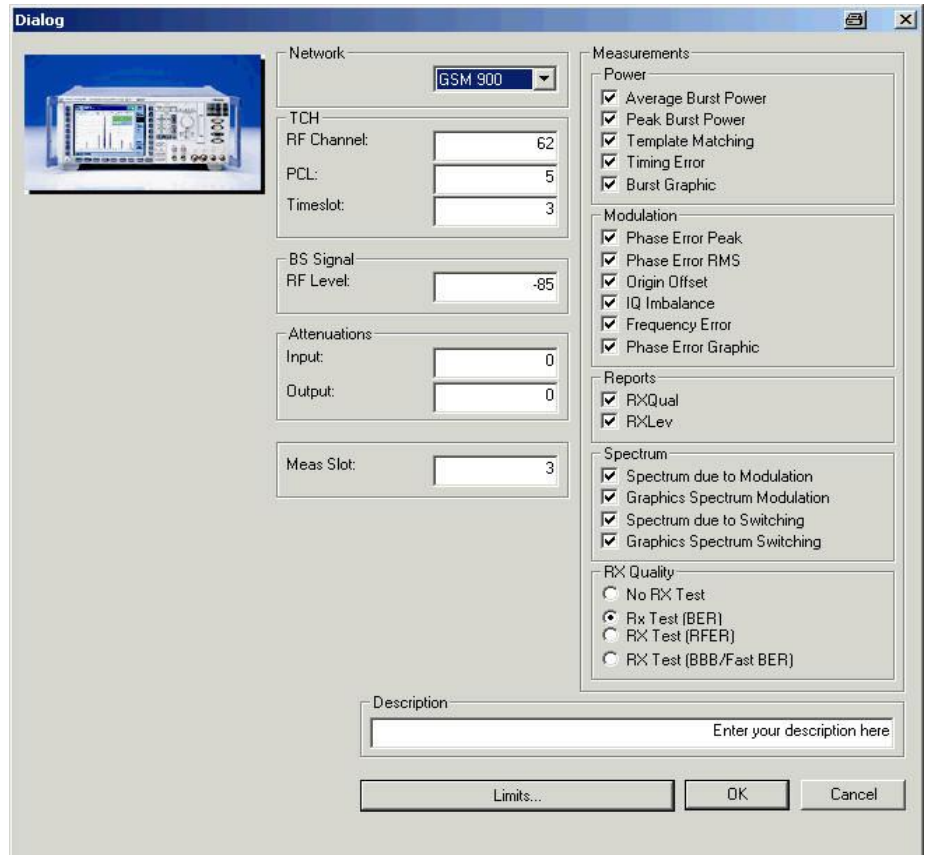 Dialog
Network
GSM 900
TCH
RF Channel:
62
PCL:
5
Timeslot:
3
BS Signal
RF Level:
-85
Attenuations
Input:
0
Output:
0
Meas Slot:
3
Measurements
Power
Average Burst Power
Peak Burst Power
Template Matching
Timing Error
Burst Graphic
Modulation
Phase Error Peak
Phase Error RMS
Origin Offset
IQ Imbalance
Frequency Error
Phase Error Graphic
Reports
RXQual
RXLev
Spectrum
Spectrum due to Modulation
Graphics Spectrum Modulation
Spectrum due to Switching
Graphics Spectrum Switching
RX Quality
No RX Test
Rx Test (BER)
RX Test (RFER)
RX Test (BBB/Fast BER)
Description
Enter your description here
Limits...
OK
Cancel